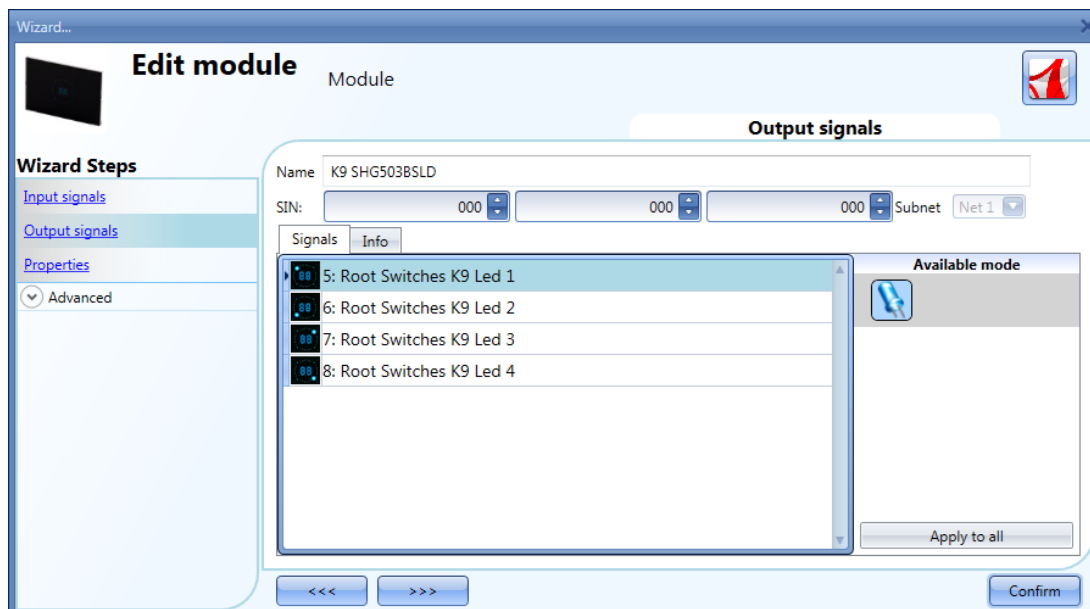 Wizard...
Edit module
Module
Output signals
Wizard Steps
Input signals
Output signals
Properties
Advanced
Name K9 SHG503BSLD
SIN: 000 000 000 Subnet Net 1
Signals Info
5: Root Switches K9 Led 1
6: Root Switches K9 Led 2
7: Root Switches K9 Led 3
8: Root Switches K9 Led 4
Available mode
Apply to all
<<< >>> Confirm